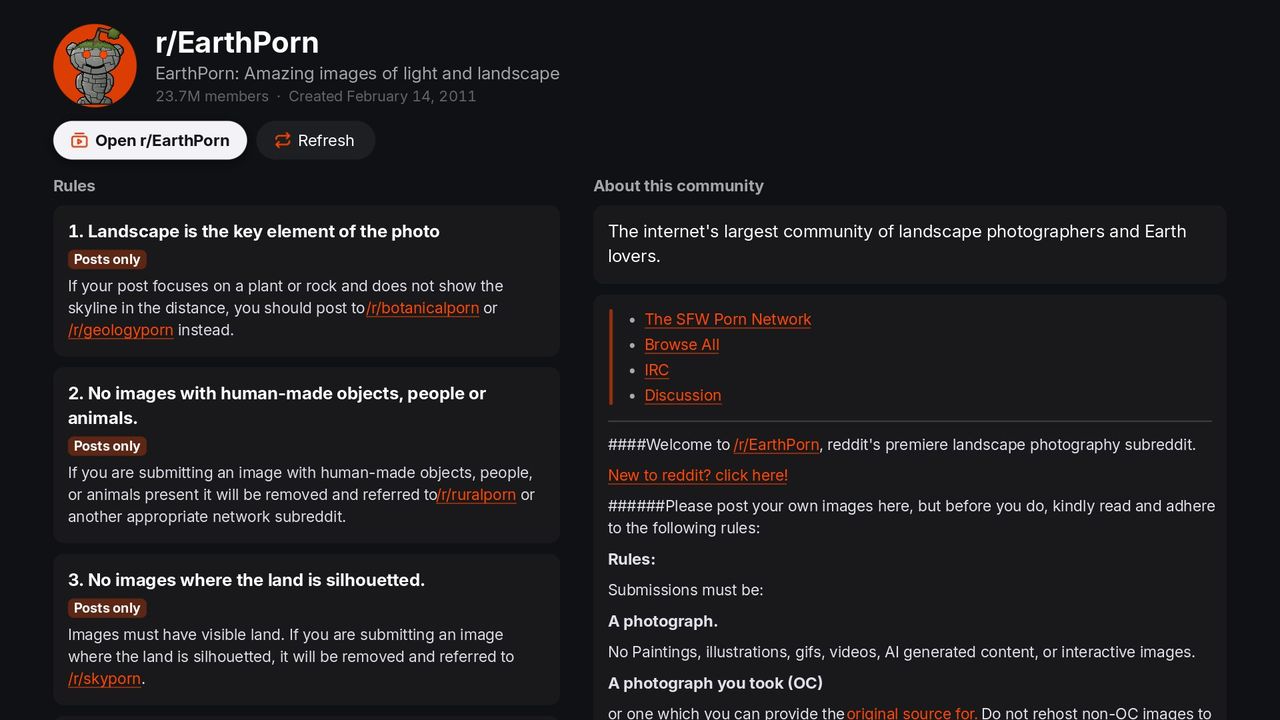 r/EarthPorn
EarthPorn: Amazing images of light and landscape
23.7M members · Created February 14, 2011
Open r/EarthPorn
Refresh
Rules
1. Landscape is the key element of the photo
Posts only
If your post focuses on a plant or rock and does not show the
skyline in the distance, you should post to /r/botanicalporn or
/r/geologyporn instead.
2. No images with human-made objects, people or
animals.
Posts only
If you are submitting an image with human-made objects, people,
or animals present it will be removed and referred to /r/ruralporn or
another appropriate network subreddit.
3. No images where the land is silhouetted.
Posts only
Images must have visible land. If you are submitting an image
where the land is silhouetted, it will be removed and referred to
/r/skyporn.
About this community
The internet's largest community of landscape photographers and Earth
lovers.
• The SFW Porn Network
• Browse All
• IRC
• Discussion
####Welcome to /r/EarthPorn, reddit's premiere landscape photography subreddit.
New to reddit? click here!
######Please post your own images here, but before you do, kindly read and adhere
to the following rules:
Rules:
Submissions must be:
A photograph.
No Paintings, illustrations, gifs, videos, AI generated content, or interactive images.
A photograph you took (OC)
or one which you can provide the original source for. Do not rehost non-OC images to